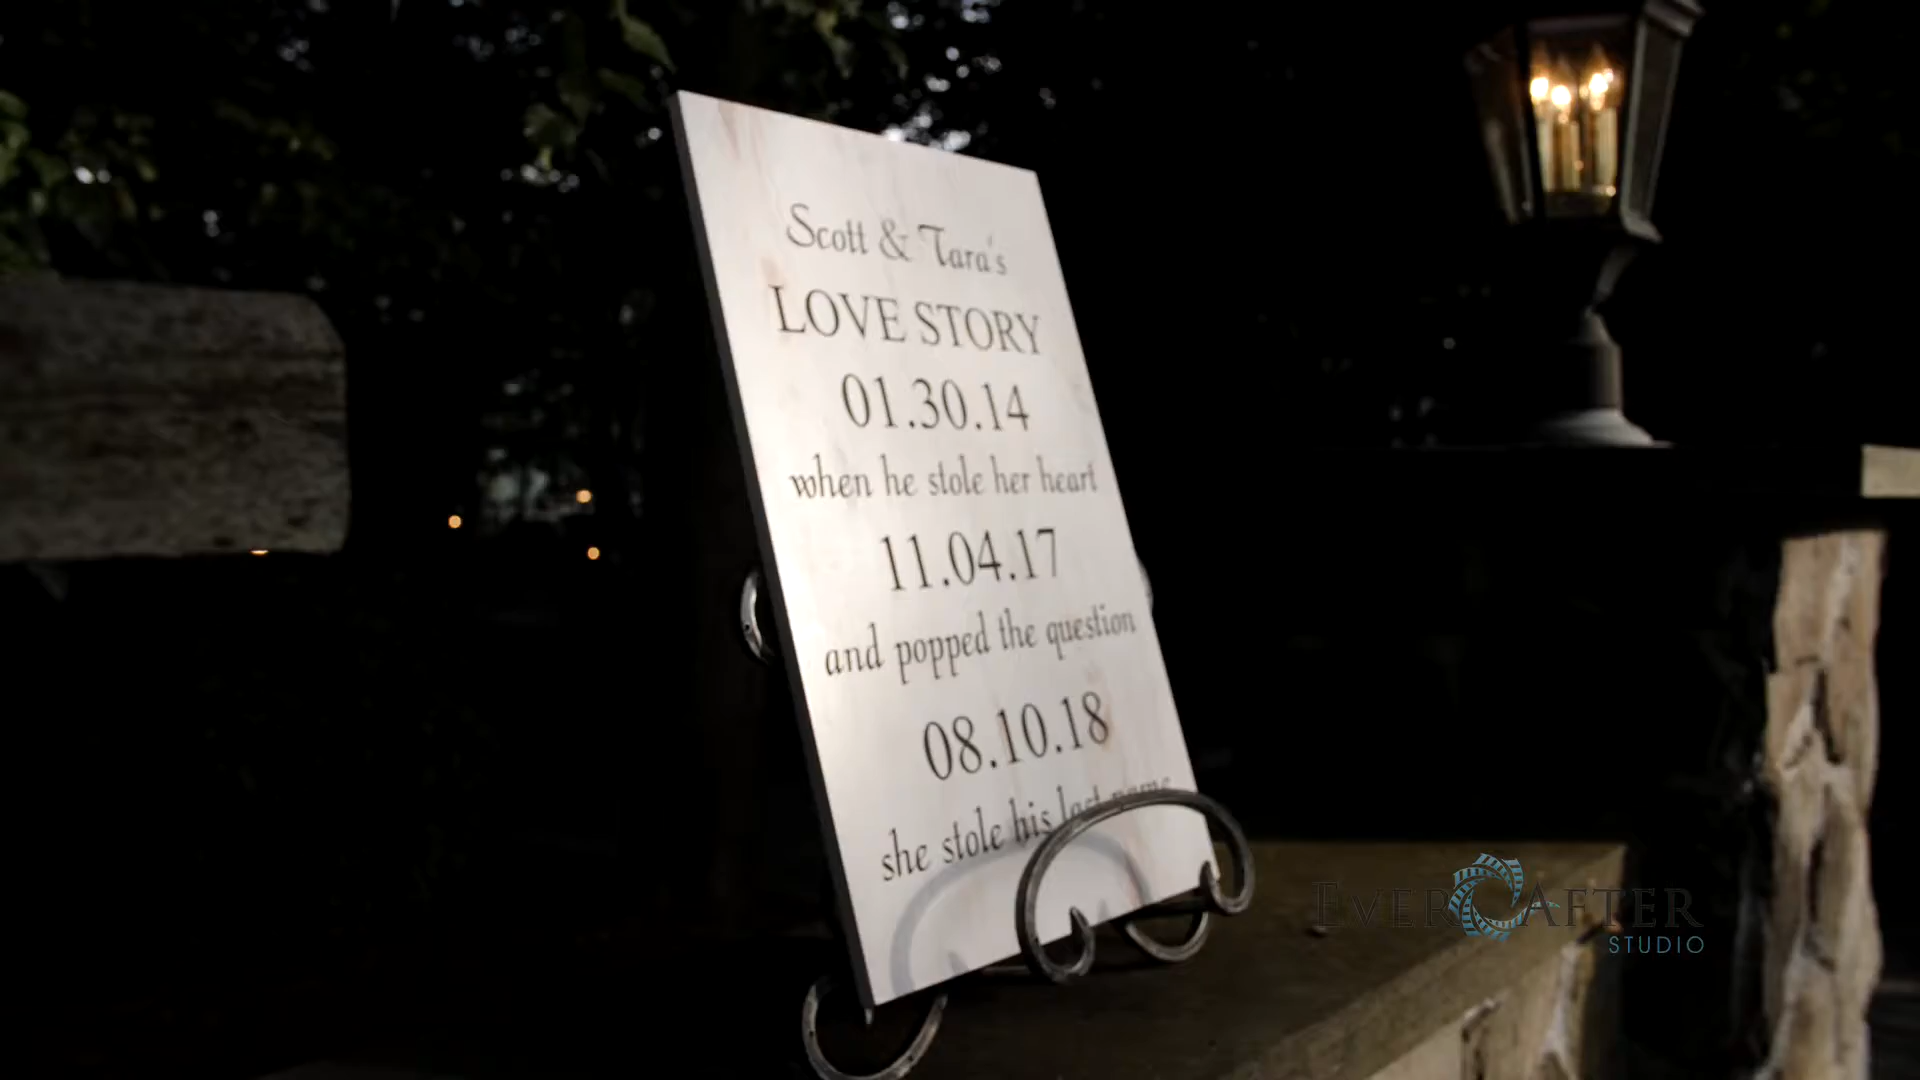 Scott & Tara's
LOVE STORY
01.30.14
when he stole her heart
11.04.17
and popped the question
08.10.18
she stole his last name
EVER AFTER
STUDIO